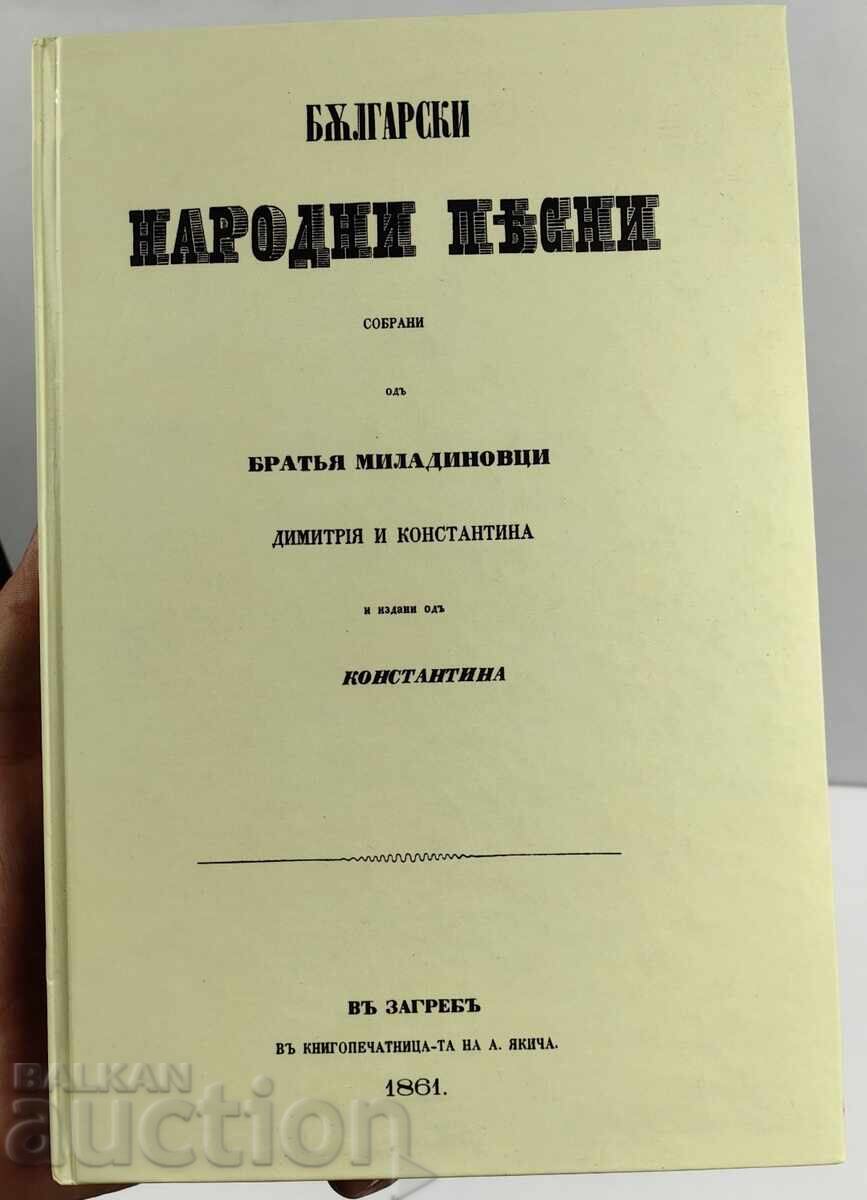 БѪЛГАРСКИ
НАРОДНИ ПѢСНИ
СОБРАНИ
одъ
БРАТЬЯ МИЛАДИНОВЦИ
ДИМИТРІЯ И КОНСТАНТИНА
и издани одъ
КОНСТАНТИНА
ВЪ ЗАГРЕБЪ
ВЪ КНИГОПЕЧАТНИЦА-ТА НА А. ЯКИЧА.
1861.
BALKAN
auction